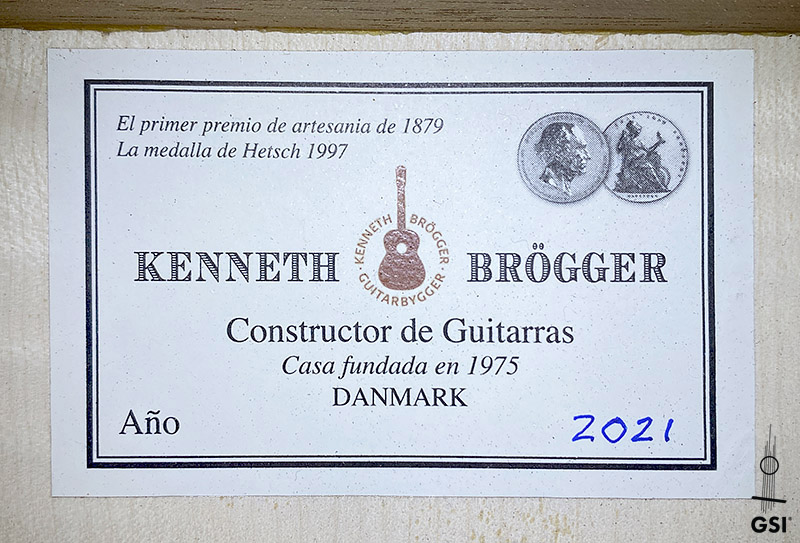 El primer premio de artesania de 1879
La medalla de Hetsch 1997
KENNETH BRÖGGER
· KENNETH BRÖGGER ·
GUITARBYGGER
Constructor de Guitarras
Casa fundada en 1975
DANMARK
Año 2021
GSI